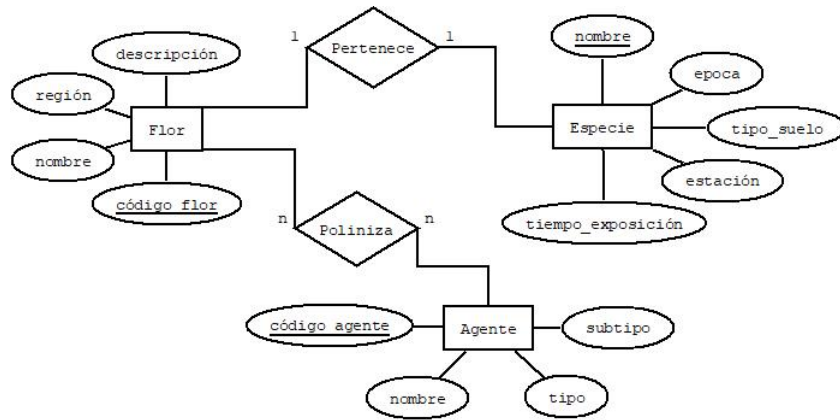 1
Pertenece
1
descripción
región
Flor
nombre
código flor
nombre
epoca
Especie
tipo_suelo
estación
tiempo_exposición
n
Poliniza
n
código agente
Agente
subtipo
nombre
tipo